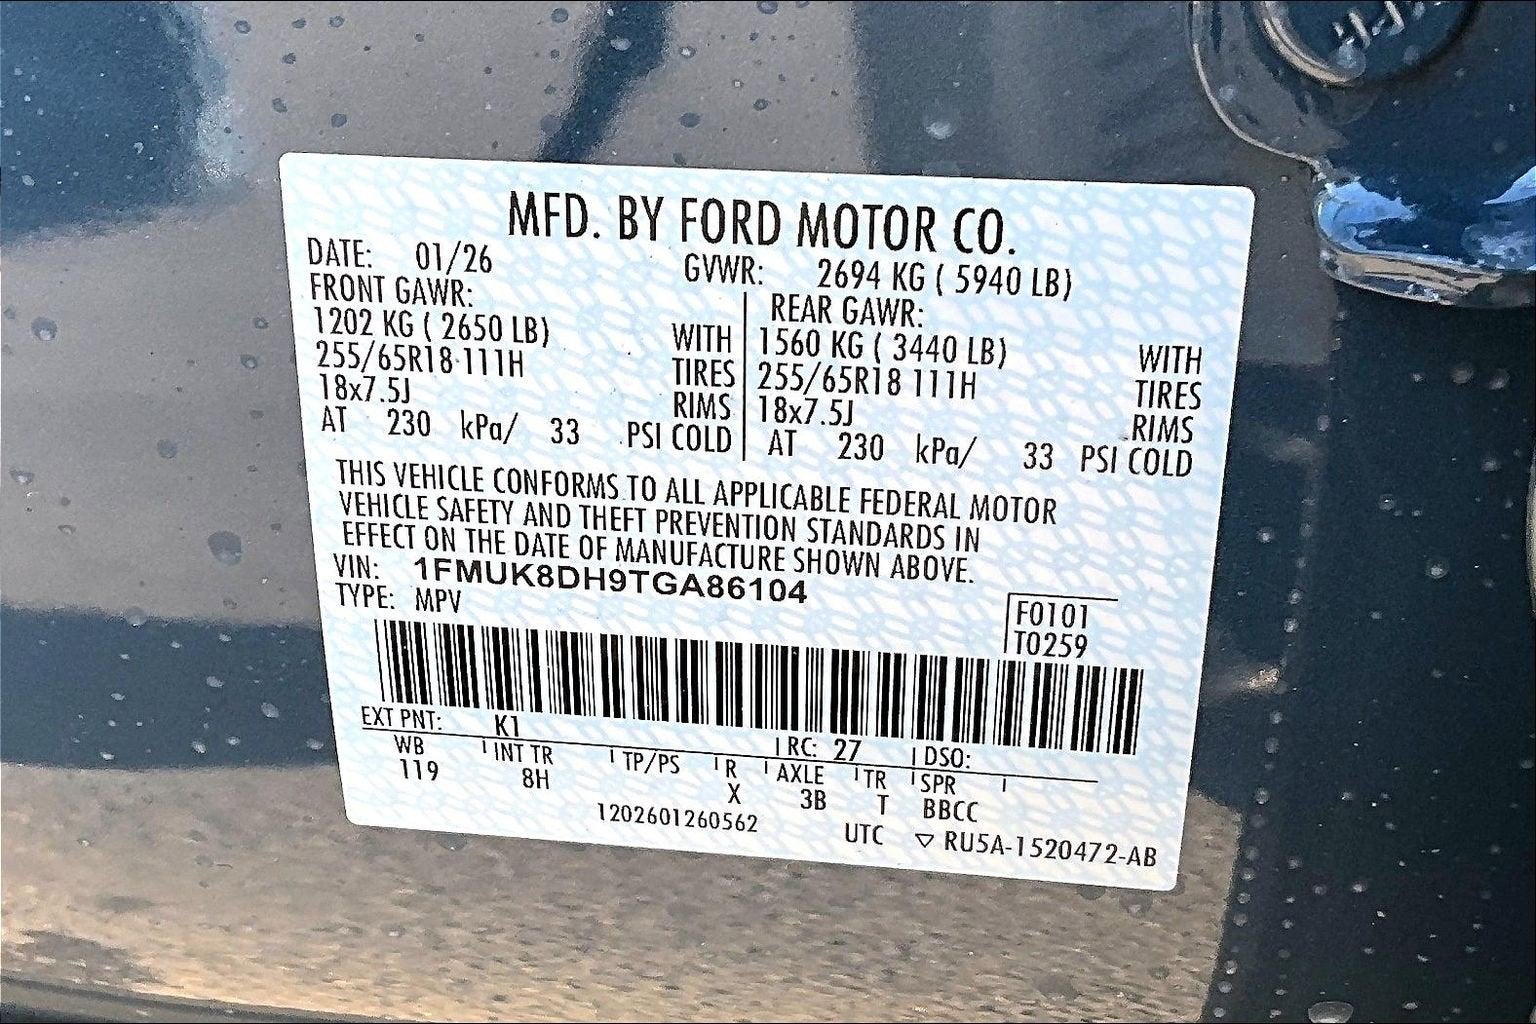 MFD. BY FORD MOTOR CO.
DATE: 01/26 GVWR: 2694 KG ( 5940 LB)
FRONT GAWR: REAR GAWR:
1202 KG ( 2650 LB) WITH 1560 KG ( 3440 LB) WITH
255/65R18 111H TIRES 255/65R18 111H TIRES
18x7.5J RIMS 18x7.5J RIMS
AT 230 kPa/ 33 PSI COLD AT 230 kPa/ 33 PSI COLD
THIS VEHICLE CONFORMS TO ALL APPLICABLE FEDERAL MOTOR
VEHICLE SAFETY AND THEFT PREVENTION STANDARDS IN
EFFECT ON THE DATE OF MANUFACTURE SHOWN ABOVE.
VIN: 1FMUK8DH9TGA86104
TYPE: MPV
F0101
T0259
EXT PNT: K1 RC: 27 DSO:
WB INT TR TP/PS R AXLE TR SPR
119 8H X 3B T BBCC
1202601260562 UTC ▽ RU5A-1520472-AB